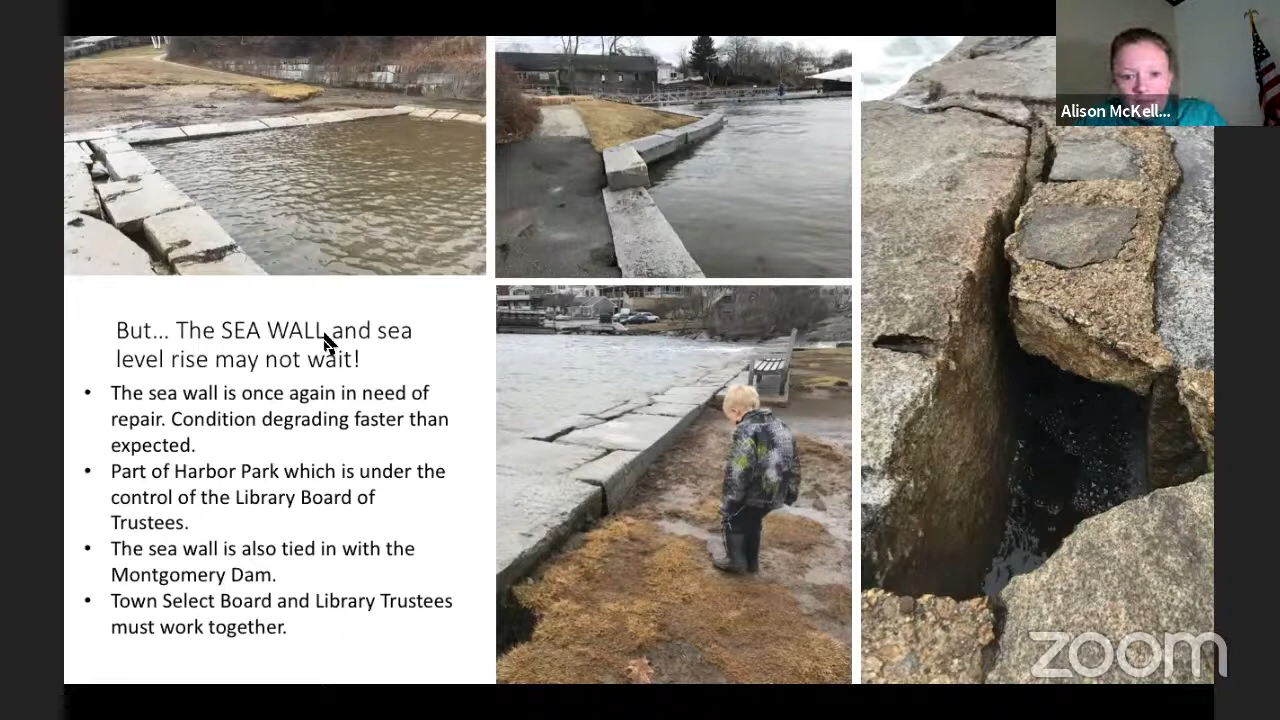 Alison McKell...
But... The SEA WALL and sea
level rise may not wait!
• The sea wall is once again in need of
repair. Condition degrading faster than
expected.
• Part of Harbor Park which is under the
control of the Library Board of
Trustees.
• The sea wall is also tied in with the
Montgomery Dam.
• Town Select Board and Library Trustees
must work together.
zoom